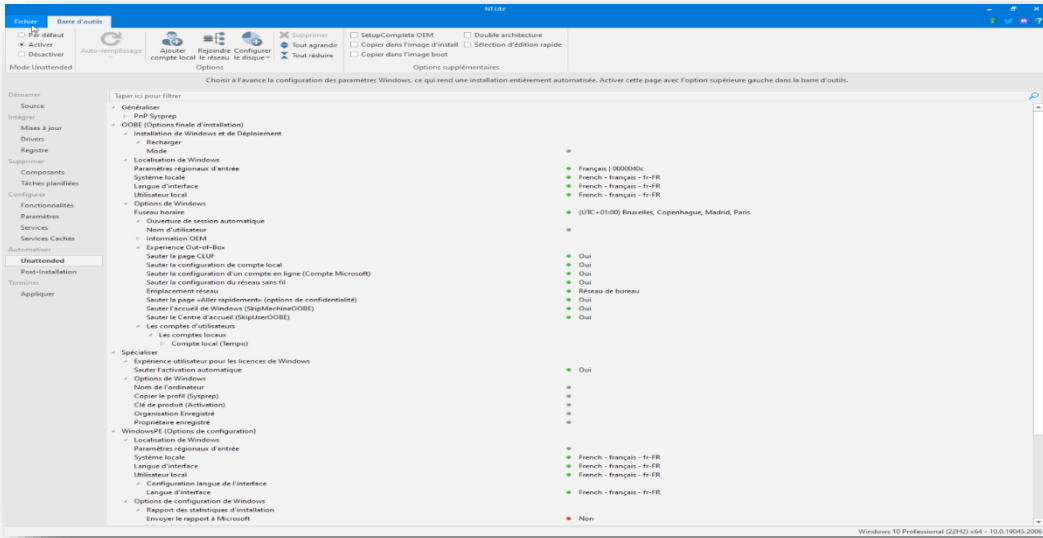 NTLite
Fichier Barre d'outils
Par défaut
Activer
Désactiver
Mode Unattended
Auto-remplissage
Ajouter compte local
Rejoindre le réseau
Configurer le disque
Options
Supprimer
Tout agrandir
Tout réduire
SetupComplete OEM
Copier dans l'image d'install
Copier dans l'image boot
Double architecture
Sélection d'édition rapide
Options supplémentaires
Choisir à l'avance la configuration des paramètres Windows, ce qui rend une installation entièrement automatisée. Activer cette page avec l'option supérieure gauche dans la barre d'outils.
Démarrer
Source
Intégrer
Mises à jour
Drivers
Registre
Supprimer
Composants
Tâches planifiées
Configurer
Fonctionnalités
Paramètres
Services
Services Cachés
Automatiser
Unattended
Post-Installation
Terminer
Appliquer
Taper ici pour filtrer
Généraliser
PnP Sysprep
OOBE (Options finale d'installation)
Installation de Windows et de Déploiement
Recharger
Mode
Localisation de Windows
Paramètres régionaux d'entrée Français | 0000040c
Système locale French - français - fr-FR
Langue d'interface French - français - fr-FR
Utilisateur local French - français - fr-FR
Options de Windows
Fuseau horaire (UTC+01:00) Bruxelles, Copenhague, Madrid, Paris
Ouverture de session automatique
Nom d'utilisateur
Information OEM
Experience Out-of-Box
Sauter la page CLUF Oui
Sauter la configuration de compte local Oui
Sauter la configuration d'un compte en ligne (Compte Microsoft) Oui
Sauter la configuration du réseau sans fil Oui
Emplacement réseau Réseau de bureau
Sauter la page «Aller rapidement» (options de confidentialité) Oui
Sauter l'accueil de Windows (SkipMachineOOBE) Oui
Sauter le Centre d'accueil (SkipUserOOBE) Oui
Les comptes d'utilisateurs
Les comptes locaux
Compte local (Tempo)
Spécialiser
Expérience utilisateur pour les licences de Windows
Sauter l'activation automatique Oui
Options de Windows
Nom de l'ordinateur
Copier le profil (Sysprep)
Clé de produit (Activation)
Organisation Enregistré
Propriétaire enregistré
WindowsPE (Options de configuration)
Localisation de Windows
Paramètres régionaux d'entrée
Système locale French - français - fr-FR
Langue d'interface French - français - fr-FR
Utilisateur local French - français - fr-FR
Configuration langue de l'interface
Langue d'interface French - français - fr-FR
Options de configuration de Windows
Rapport des statistiques d'installation
Envoyer le rapport à Microsoft Non
Windows 10 Professional (22H2) x64 - 10.0.19045.2006